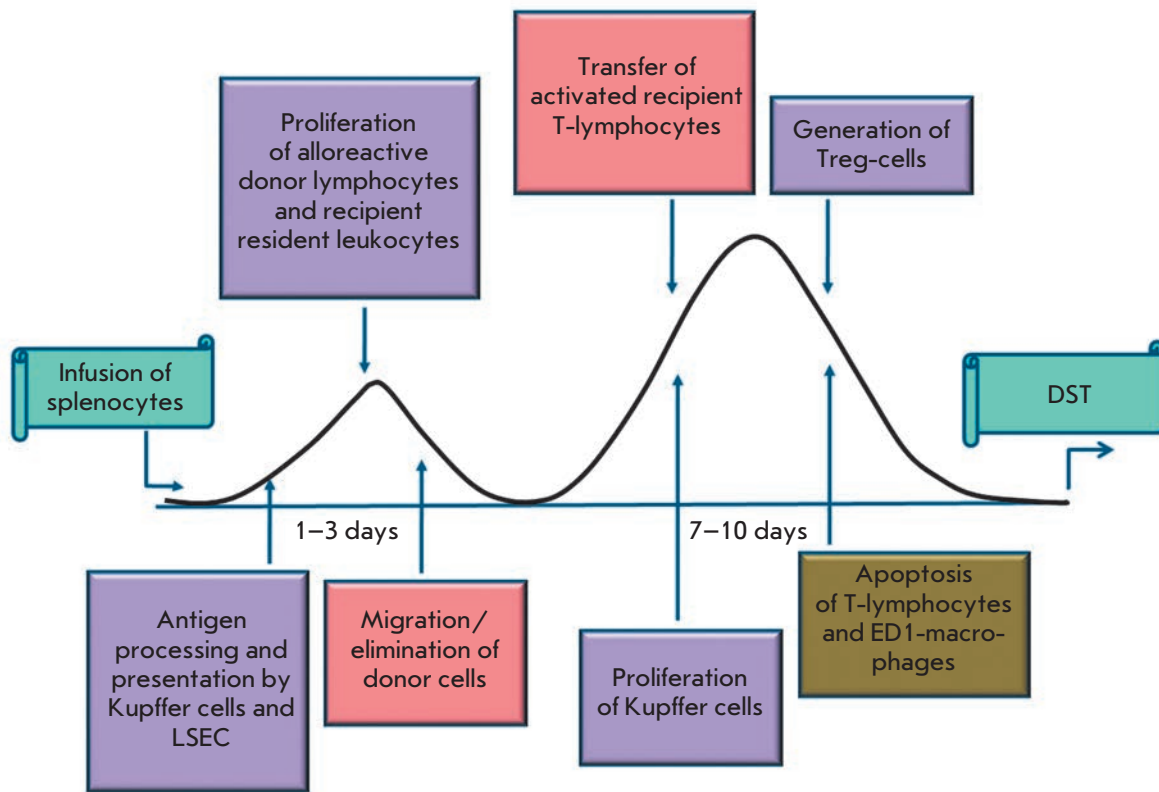 Proliferation
of alloreactive
donor lymphocytes
and recipient
resident leukocytes
Transfer of
activated recipient
T-lymphocytes
Generation of
Treg-cells
Infusion of
splenocytes
DST
1–3 days
7–10 days
Antigen
processing and
presentation by
Kupffer cells and
LSEC
Migration/
elimination of
donor cells
Proliferation
of Kupffer cells
Apoptosis
of T-lymphocytes
and ED1-macro-
phages